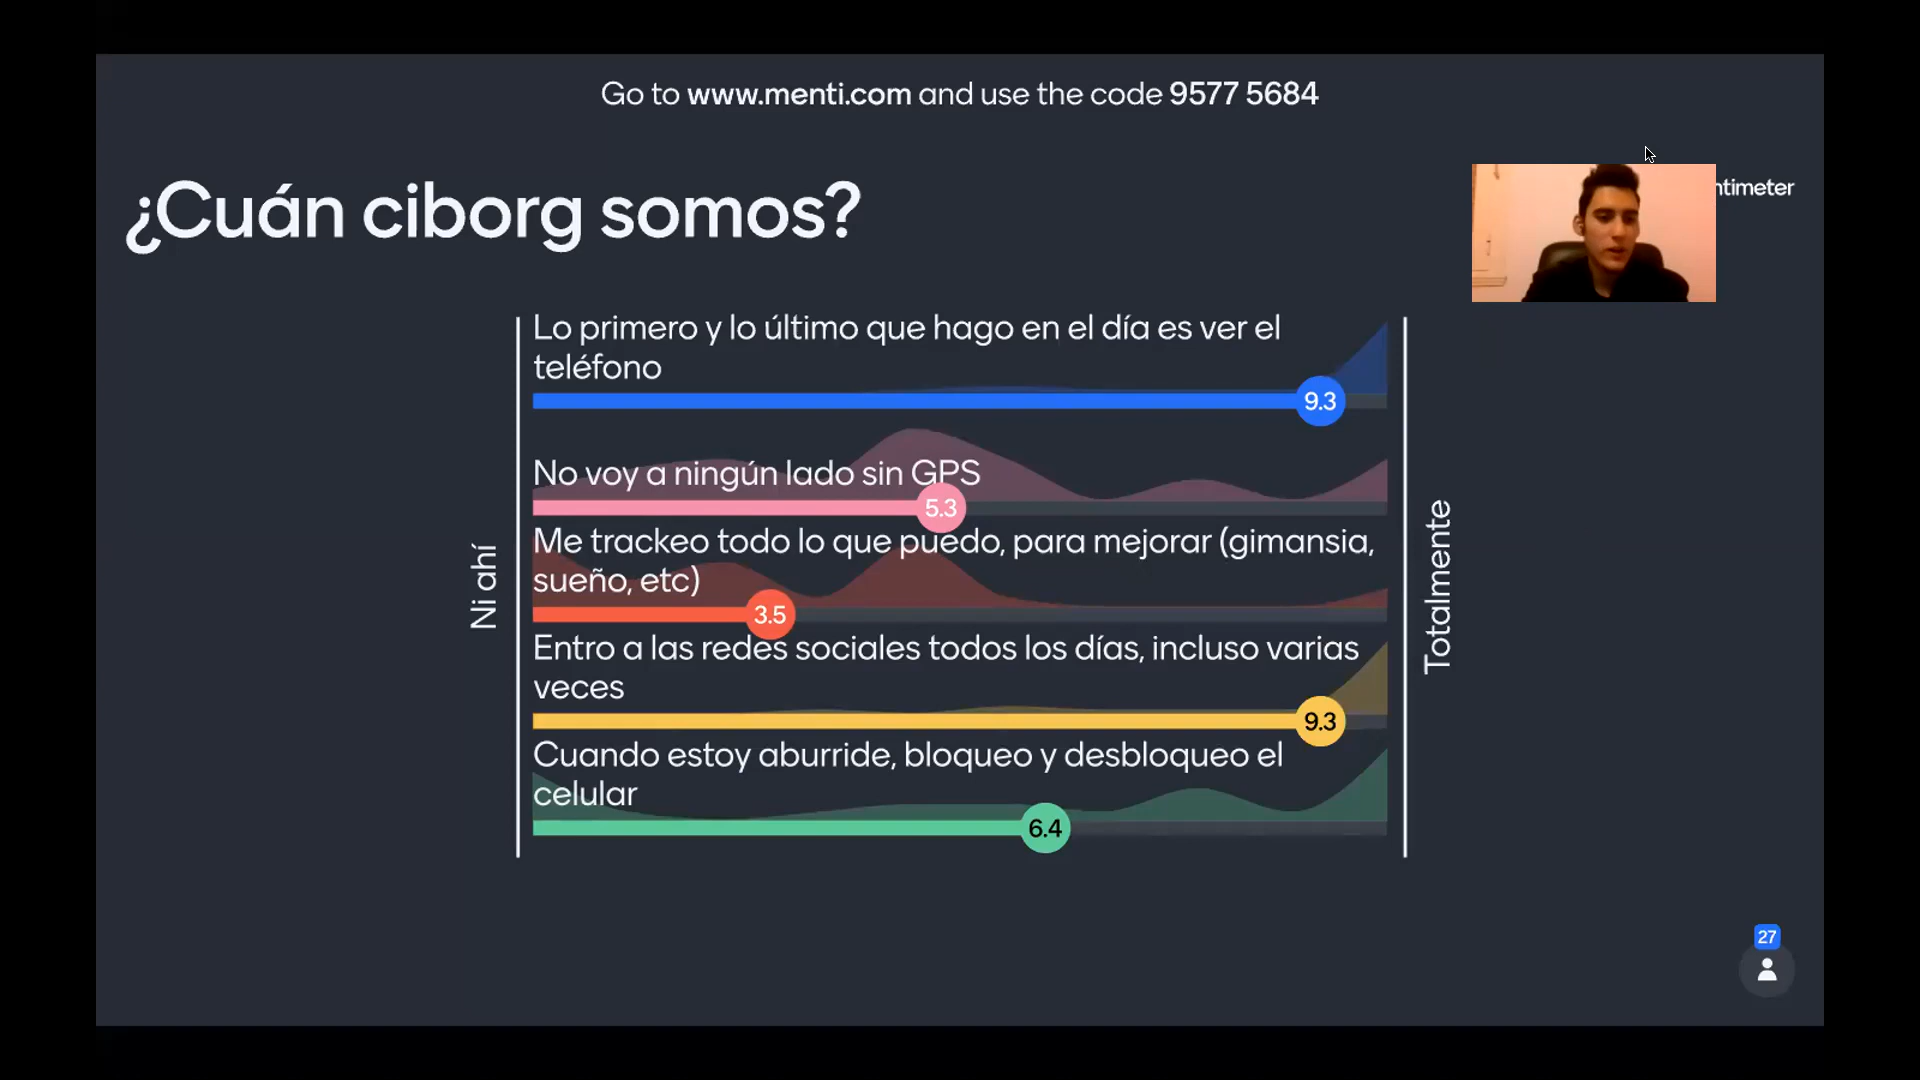 Go to www.menti.com and use the code 9577 5684
ntimeter
¿Cuán ciborg somos?
Lo primero y lo último que hago en el día es ver el
teléfono
9.3
No voy a ningún lado sin GPS
5.3
Me trackeo todo lo que puedo, para mejorar (gimansia,
sueño, etc)
3.5
Entro a las redes sociales todos los días, incluso varias
veces
9.3
Cuando estoy aburride, bloqueo y desbloqueo el
celular
6.4
Ni ahí
Totalmente
27